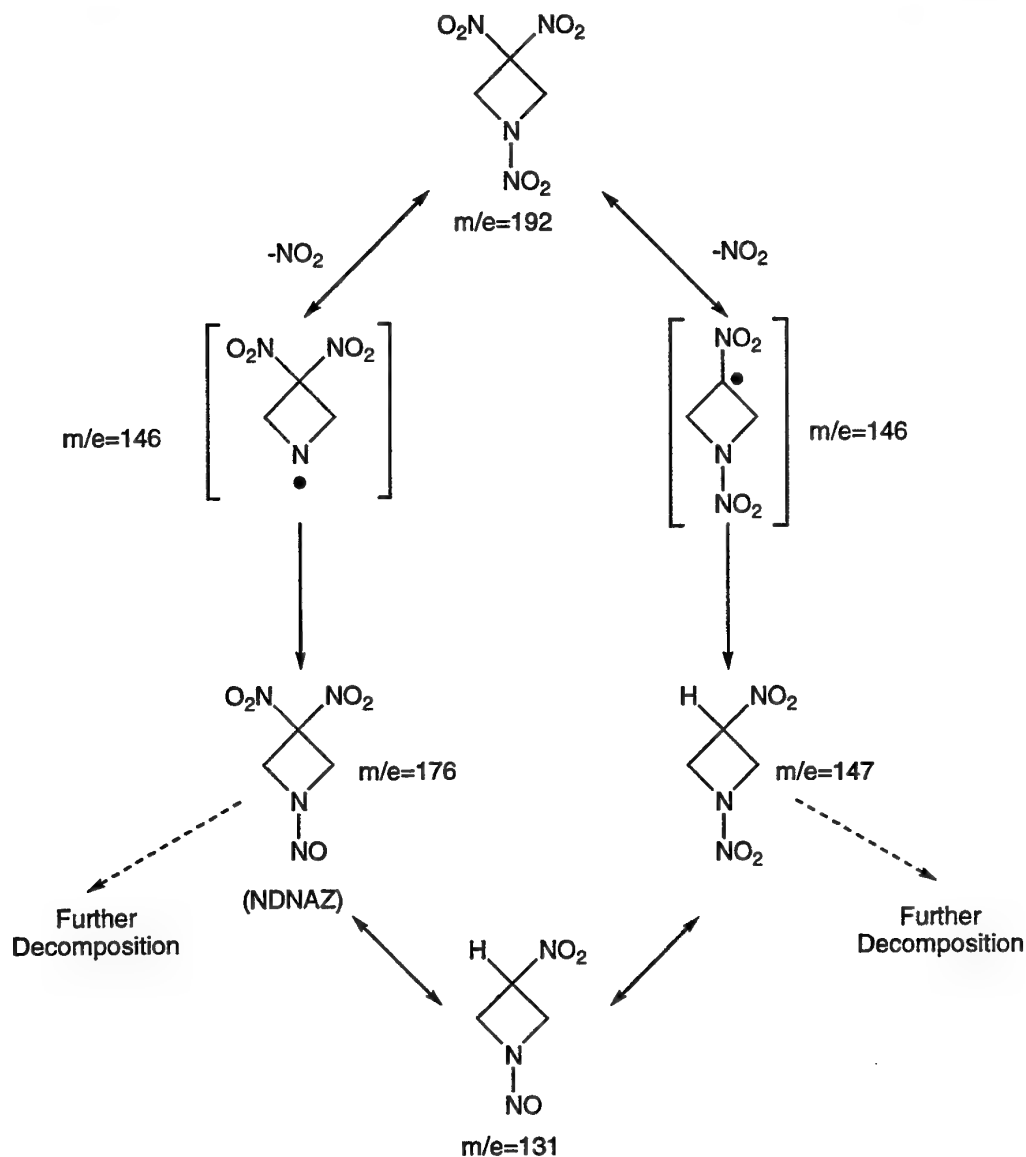 O₂N NO₂
N
NO₂
m/e=192
-NO₂ -NO₂
O₂N NO₂
N
m/e=146
NO₂
N
NO₂
m/e=146
O₂N NO₂
m/e=176
N
NO
(NDNAZ)
H NO₂
m/e=147
N
NO₂
Further
Decomposition
Further
Decomposition
H NO₂
N
NO
m/e=131